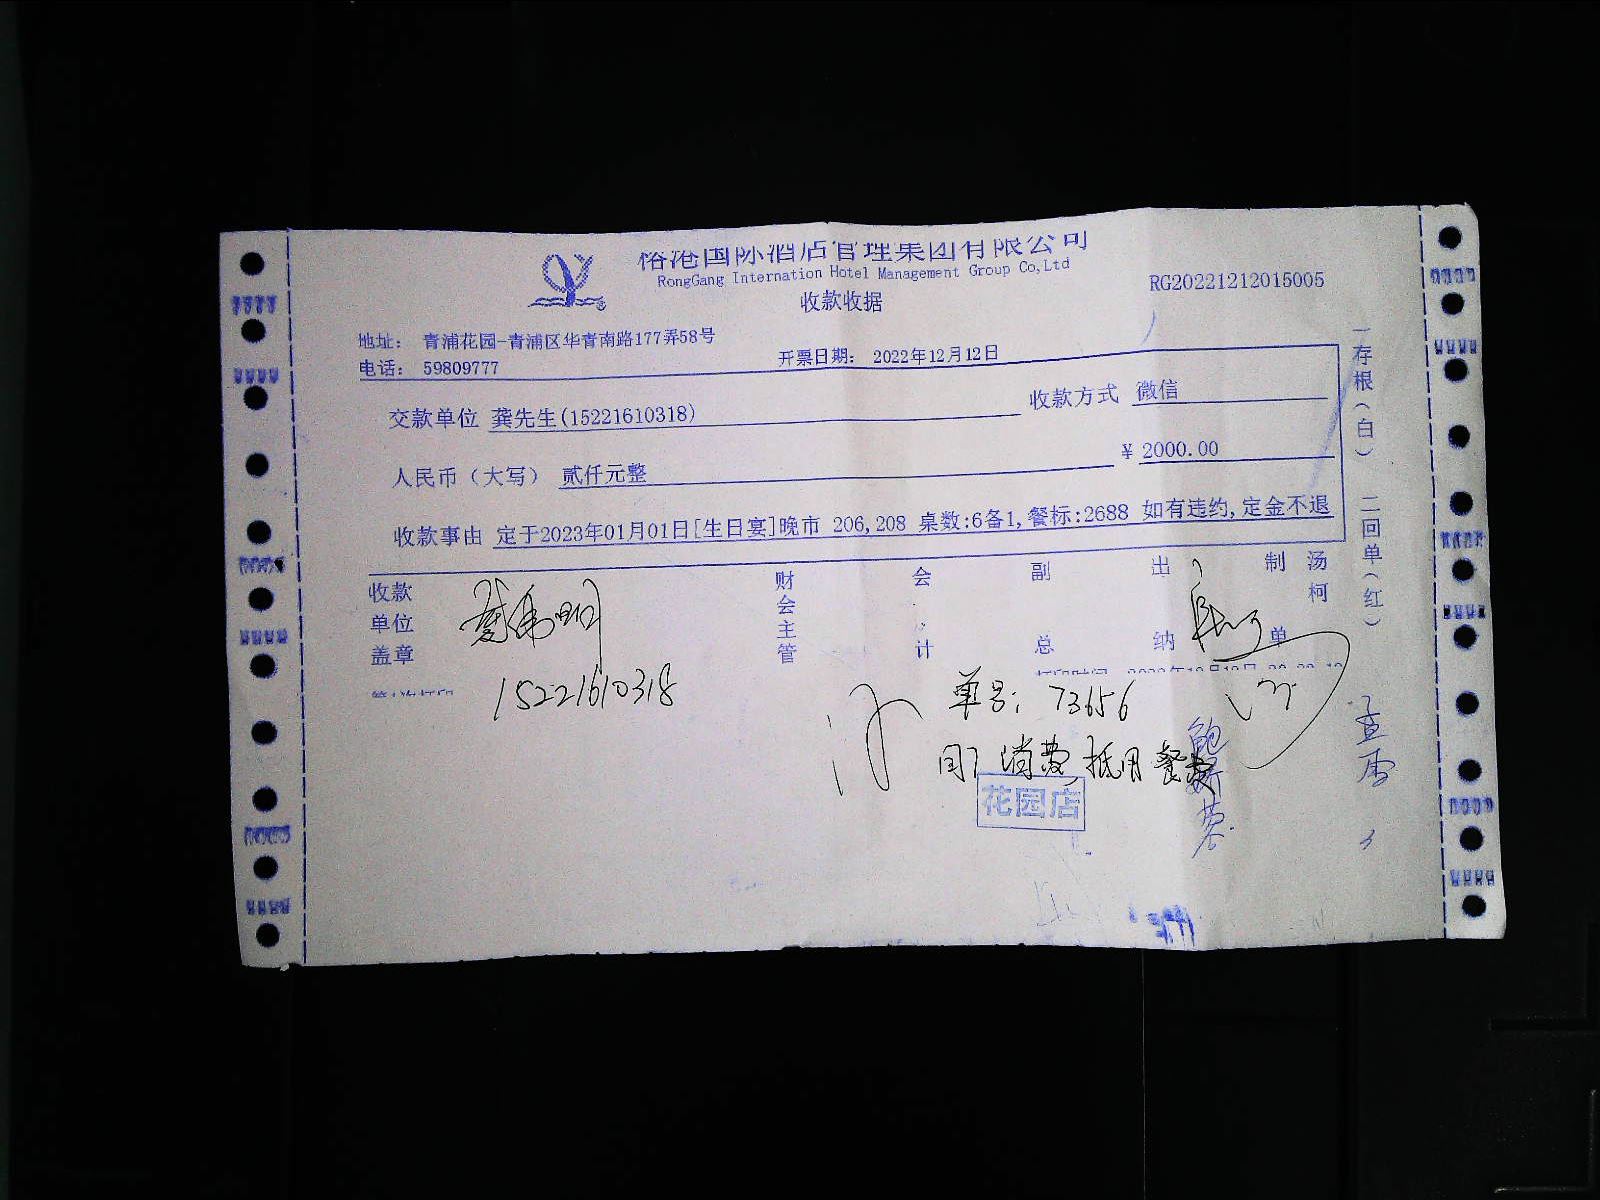 榕港国际酒店管理集团有限公司
RongGang Internation Hotel Management Group Co,Ltd
收款收据
RG20221212015005
地址： 青浦花园-青浦区华青南路177弄58号
电话： 59809777
开票日期： 2022年12月12日
交款单位 龚先生(15221610318)
收款方式 微信
人民币（大写） 贰仟元整
¥ 2000.00
收款事由 定于2023年01月01日[生日宴]晚市 206,208 桌数:6备1,餐标:2688 如有违约,定金不退
收款单位盖章
财会主管
会计
副总
出纳
制单
汤柯
一存根（白） 二回单（红）
15221610318
单号: 73656
消费 抵用
花园店